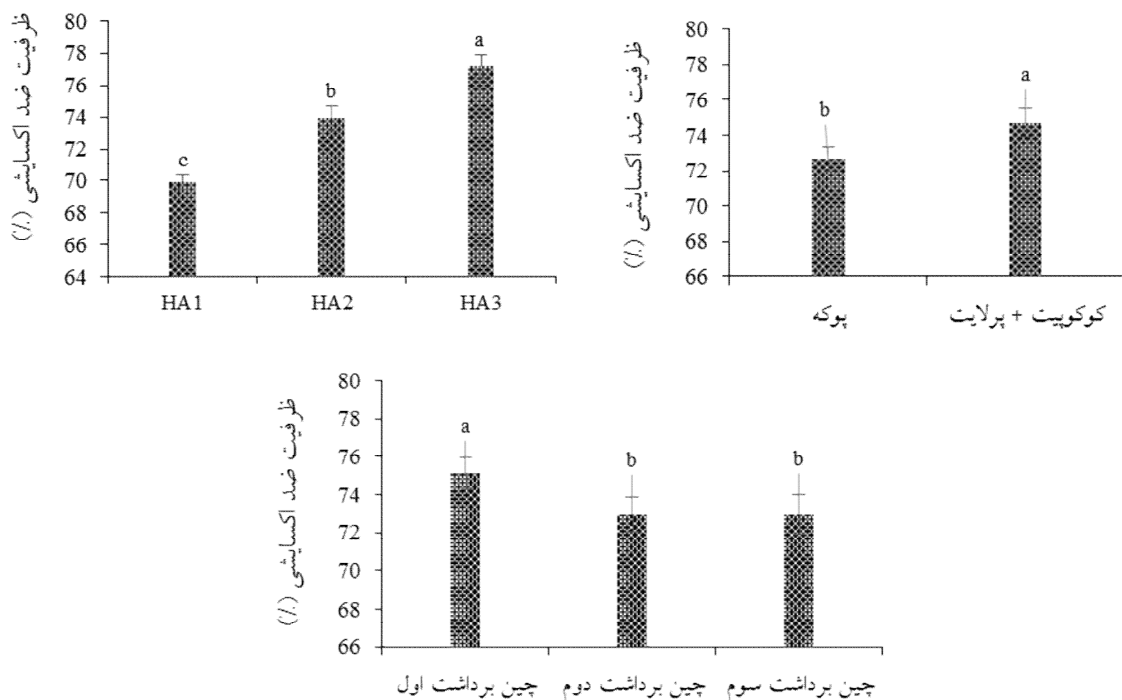 ظرفیت ضد اکسایشی (٪)
80
78
76
74
72
70
68
66
64
c
b
a
HA1
HA2
HA3
ظرفیت ضد اکسایشی (٪)
80
78
76
74
72
70
68
66
b
a
پوکه
کوکوپیت + پرلایت
ظرفیت ضد اکسایشی (٪)
80
78
76
74
72
70
68
66
a
b
b
چین برداشت اول
چین برداشت دوم
چین برداشت سوم